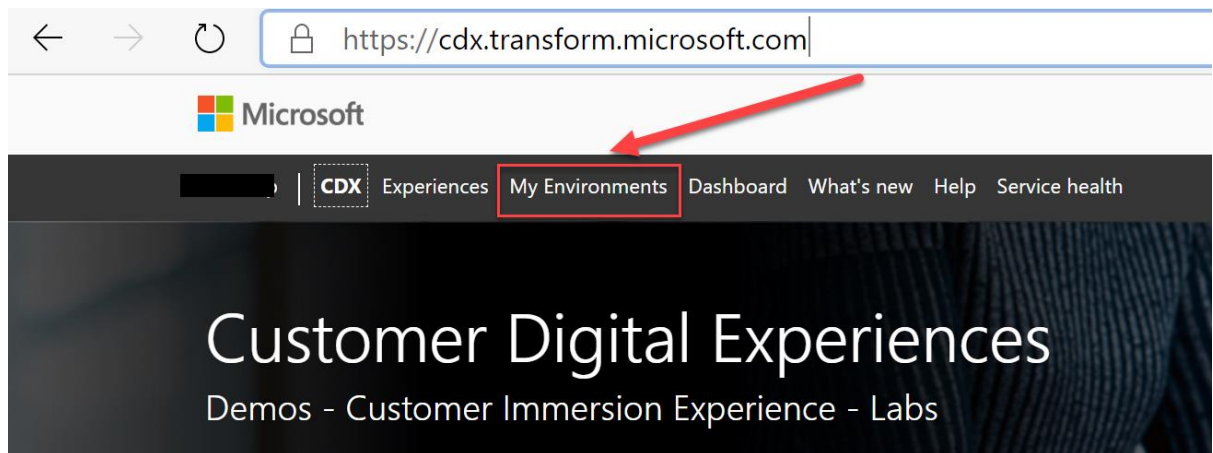 https://cdx.transform.microsoft.com
Microsoft
CDX Experiences My Environments Dashboard What's new Help Service health
Customer Digital Experiences
Demos - Customer Immersion Experience - Labs